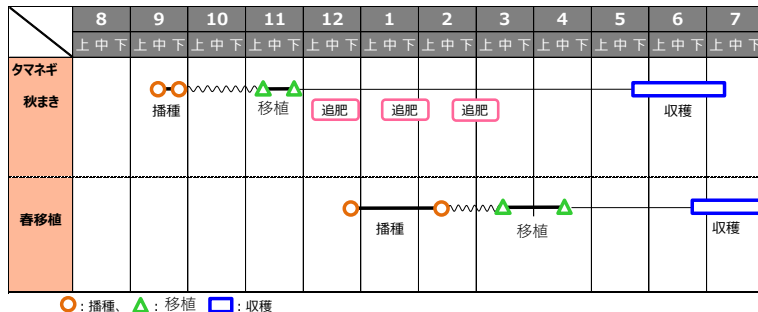 8 9 10 11 12 1 2 3 4 5 6 7
上 中 下 上 中 下 上 中 下 上 中 下 上 中 下 上 中 下 上 中 下 上 中 下 上 中 下 上 中 下 上 中 下 上 中 下
タマネギ
秋まき
播種 移植 追肥 追肥 追肥 収穫
春移植
播種 移植 収穫
：播種、 ：移植 ：収穫